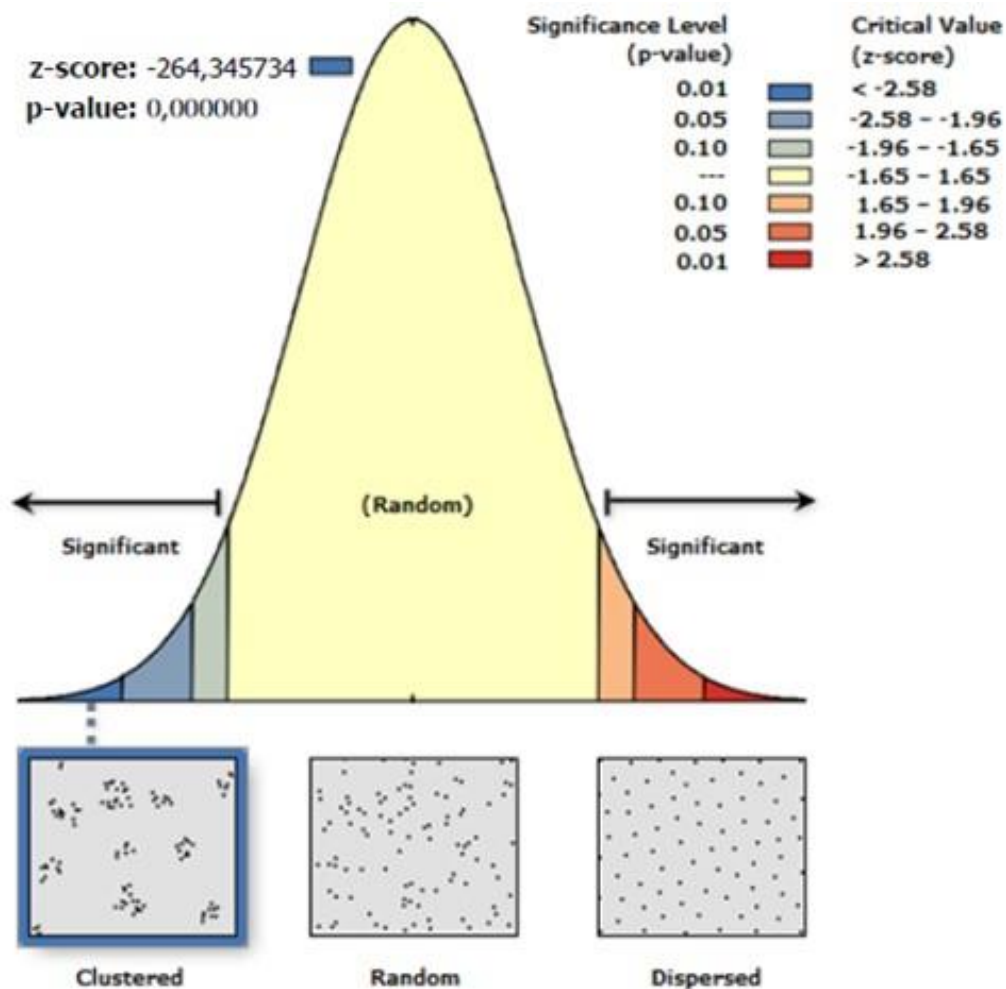 z-score: -264,345734
p-value: 0,000000
Significance Level
(p-value)
Critical Value
(z-score)
0.01 < -2.58
0.05 -2.58 – -1.96
0.10 -1.96 – -1.65
--- -1.65 – 1.65
0.10 1.65 – 1.96
0.05 1.96 – 2.58
0.01 > 2.58
(Random)
Significant
Significant
Clustered
Random
Dispersed